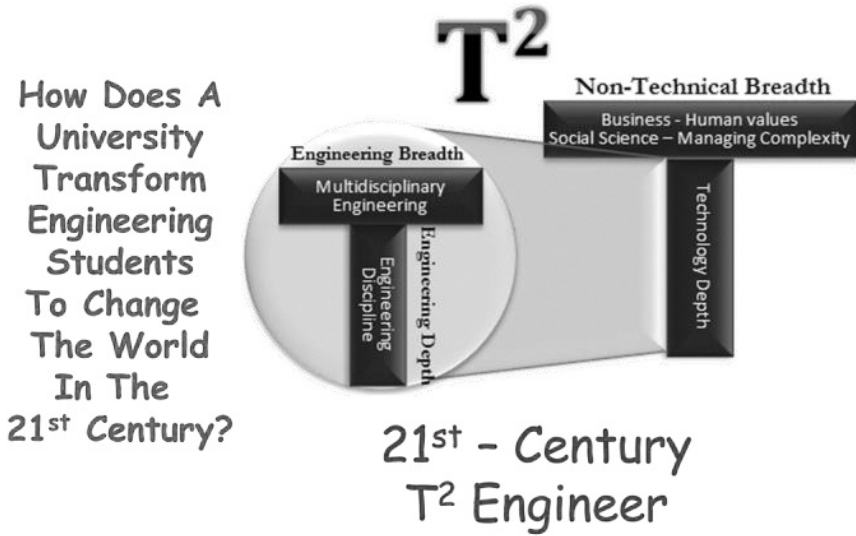 How Does A
University
Transform
Engineering
Students
To Change
The World
In The
21st Century?
T2
Non-Technical Breadth
Business - Human values
Social Science – Managing Complexity
Technology Depth
Engineering Breadth
Multidisciplinary
Engineering
Engineering
Discipline
Engineering Depth
21st – Century
T2 Engineer